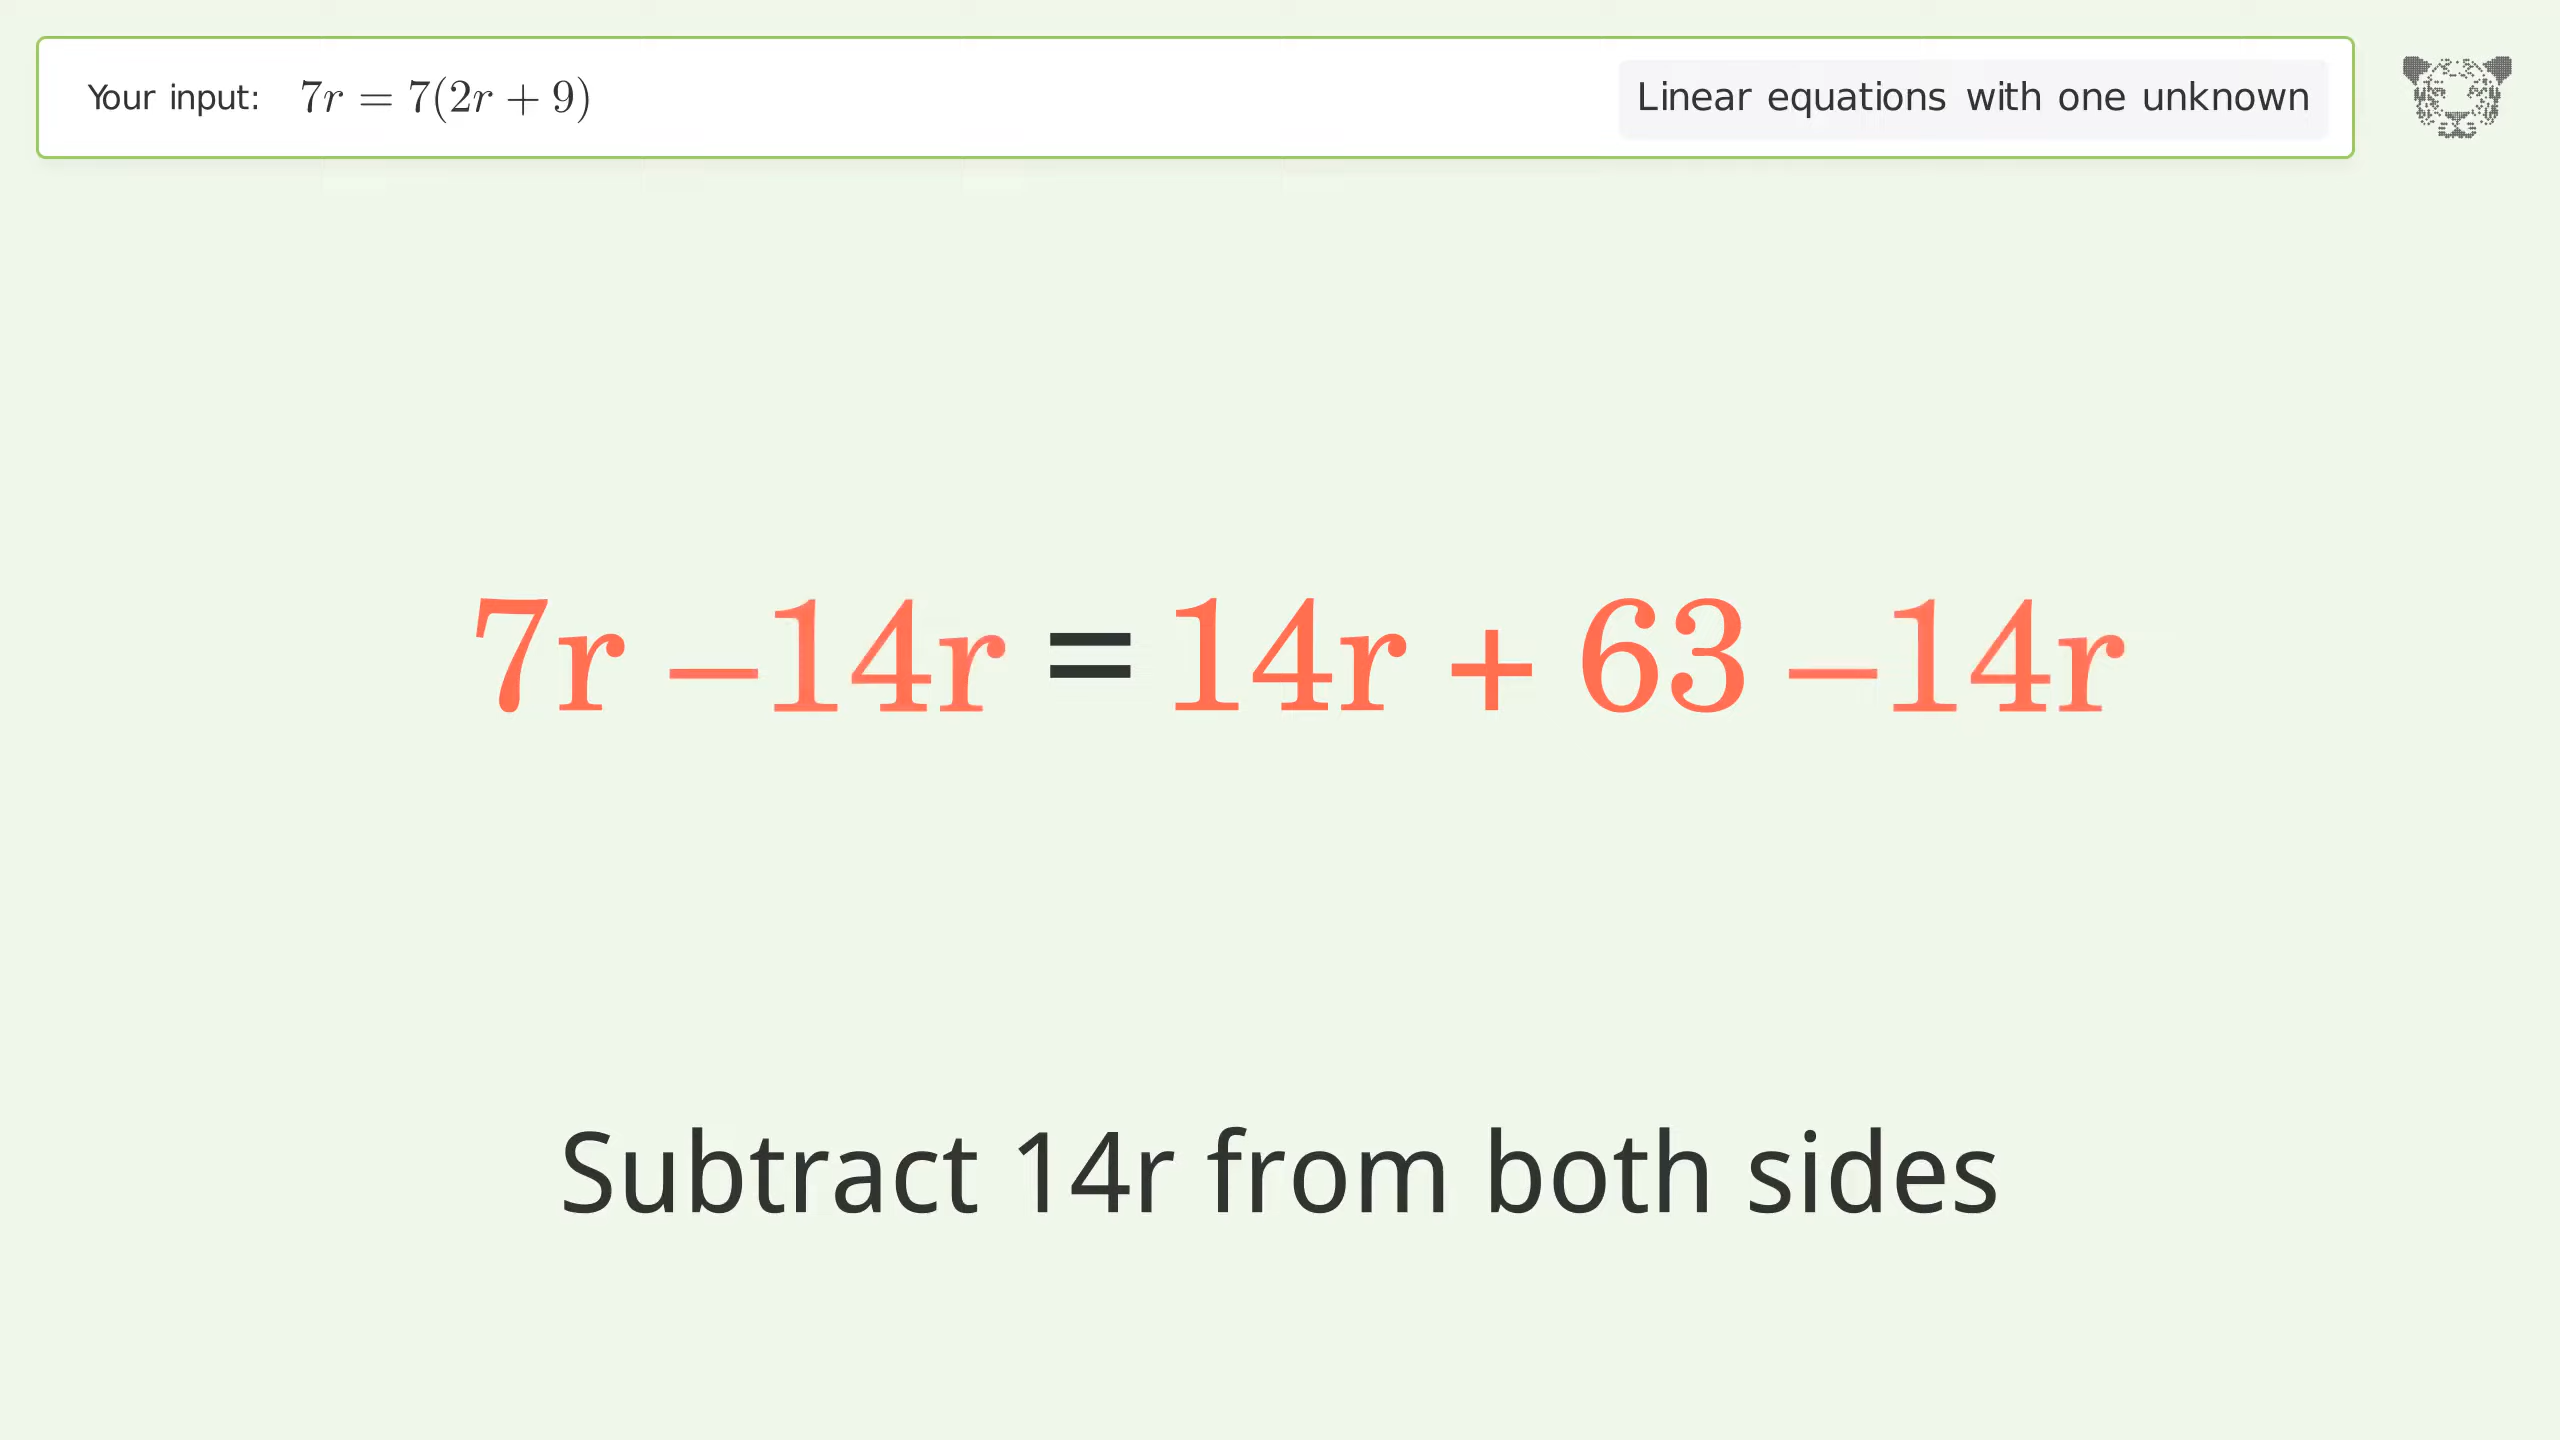 Your input: 7r = 7(2r + 9)
Linear equations with one unknown
7r –14r = 14r + 63 –14r
Subtract 14r from both sides